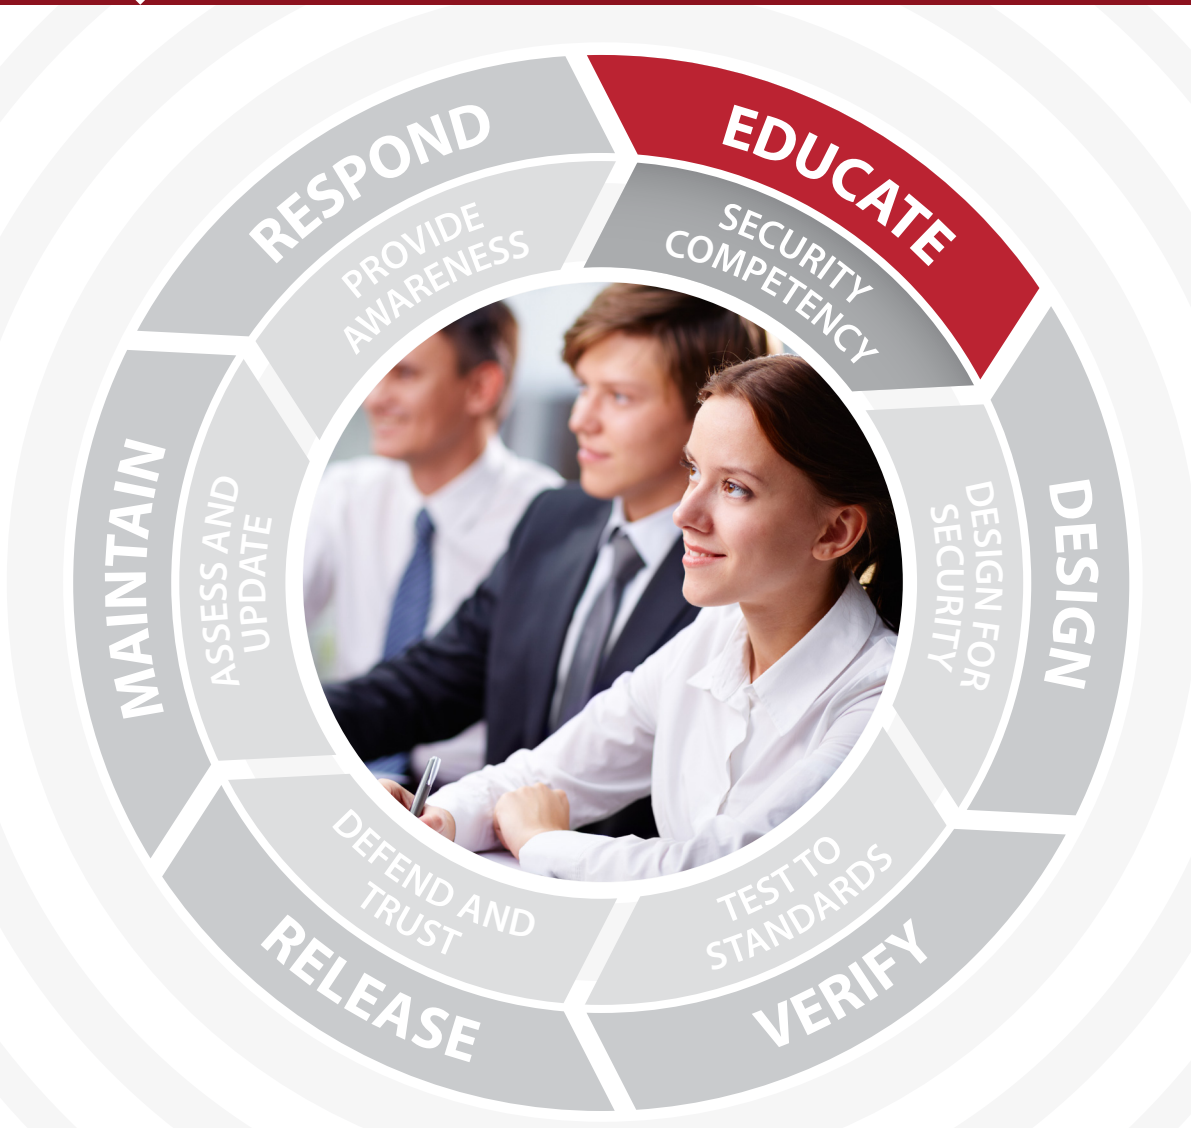 EDUCATE
SECURITY
COMPETENCY
DESIGN
DESIGN FOR
SECURITY
VERIFY
TEST TO
STANDARDS
RELEASE
DEFEND AND
TRUST
MAINTAIN
ASSESS AND
UPDATE
RESPOND
PROVIDE
AWARENESS